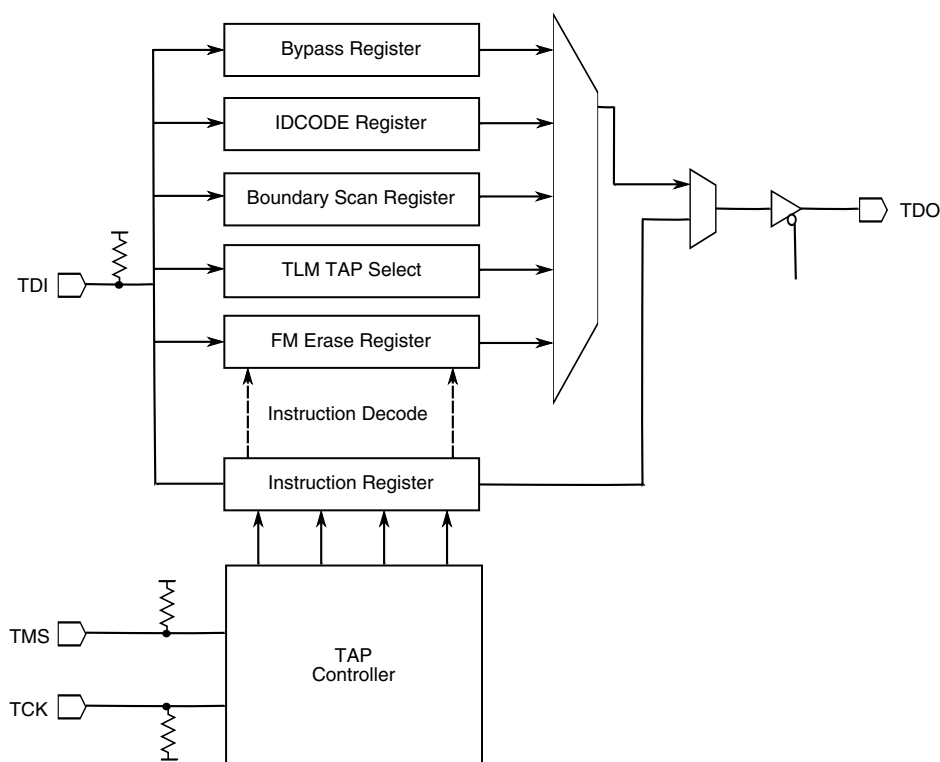 Bypass Register
IDCODE Register
Boundary Scan Register
TLM TAP Select
FM Erase Register
Instruction Decode
Instruction Register
TAP
Controller
TDI
TMS
TCK
TDO